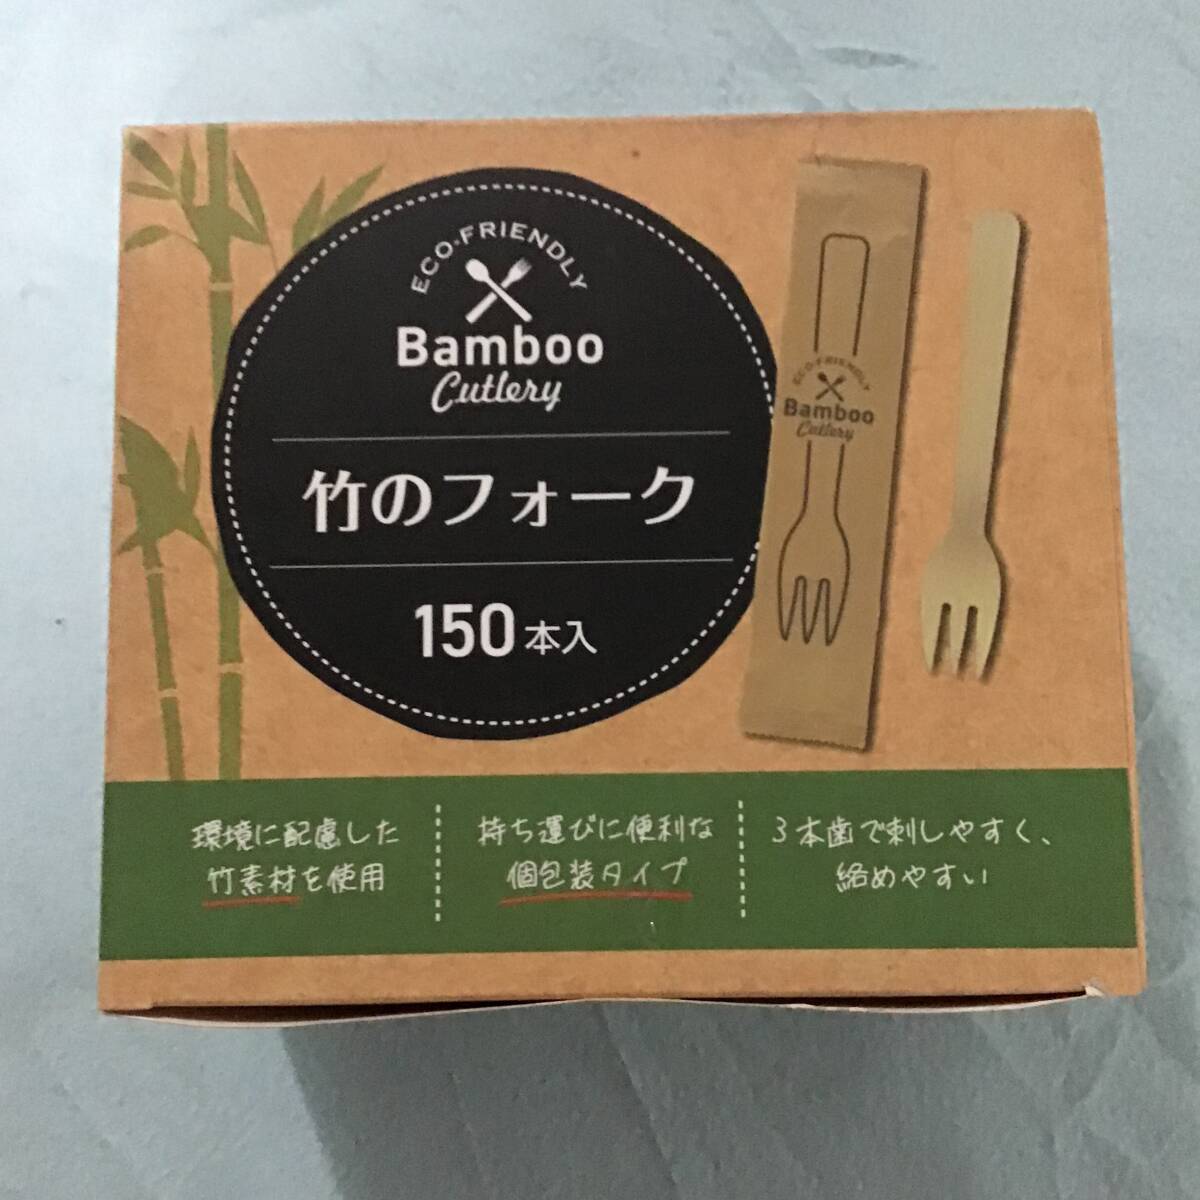 ECO-FRIENDLY
Bamboo
Cutlery
竹のフォーク
150本入
ECO-FRIENDLY
Bamboo
Cutlery
環境に配慮した
竹素材を使用
持ち運びに便利な
個包装タイプ
3本歯で刺しやすく、
絡めやすい